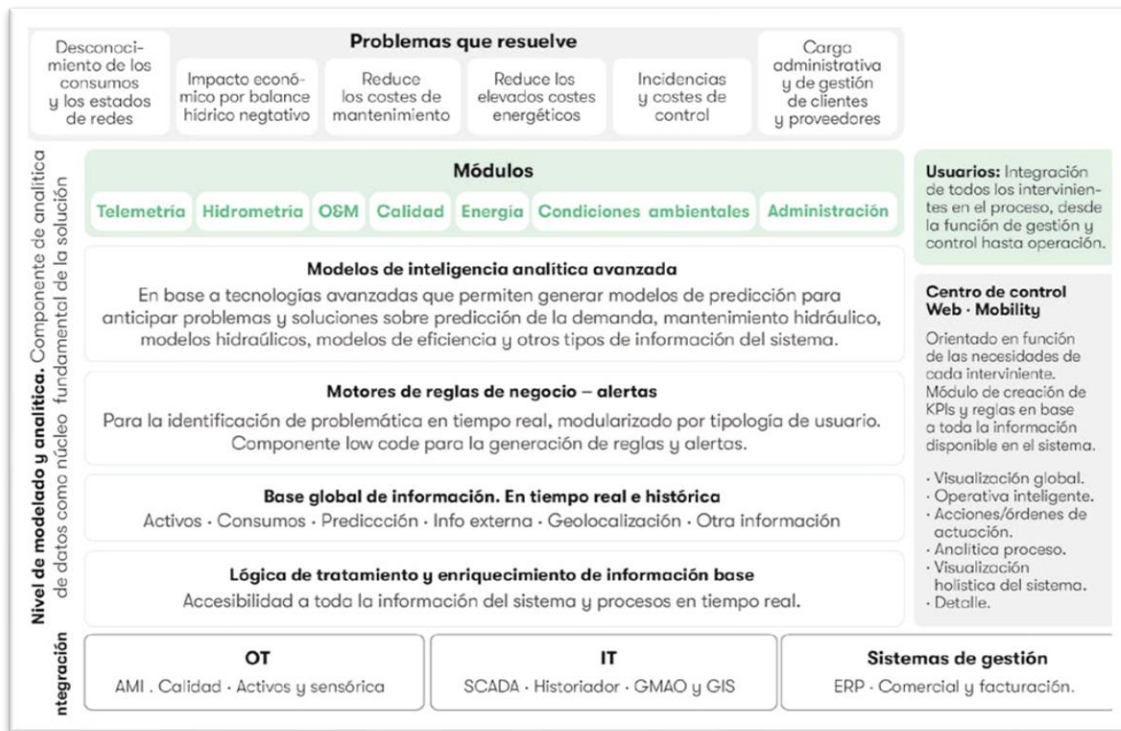 Problemas que resuelve
Desconoci-
miento de los
consumos
y los estados
de redes
Impacto econó-
mico por balance
hídrico negtativo
Reduce
los costes de
mantenimiento
Reduce los
elevados costes
energéticos
Incidencias
y costes de
control
Carga
administrativa
y de gestión
de clientes
y proveedores
Nivel de modelado y analítica. Componente de analítica
de datos como núcleo fundamental de la solución
Módulos
Telemetría
Hidrometría
O&M
Calidad
Energía
Condiciones ambientales
Administración
Modelos de inteligencia analítica avanzada
En base a tecnologías avanzadas que permiten generar modelos de predicción para
anticipar problemas y soluciones sobre predicción de la demanda, mantenimiento hidráulico,
modelos hidraúlicos, modelos de eficiencia y otros tipos de información del sistema.
Motores de reglas de negocio – alertas
Para la identificación de problemática en tiempo real, modularizado por tipología de usuario.
Componente low code para la generación de reglas y alertas.
Base global de información. En tiempo real e histórica
Activos · Consumos · Prediccción · Info externa · Geolocalización · Otra información
Lógica de tratamiento y enriquecimiento de información base
Accesibilidad a toda la información del sistema y procesos en tiempo real.
Usuarios: Integración
de todos los intervinien-
tes en el proceso, desde
la función de gestión y
control hasta operación.
Centro de control
Web · Mobility
Orientado en función
de las necesidades de
cada interviniente.
Módulo de creación de
KPIs y reglas en base
a toda la información
disponible en el sistema.
· Visualización global.
· Operativa inteligente.
· Acciones/órdenes de
actuación.
· Analítica proceso.
· Visualización
holística del sistema.
· Detalle.
ntegración
OT
AMI . Calidad · Activos y sensórica
IT
SCADA · Historiador · GMAO y GIS
Sistemas de gestión
ERP · Comercial y facturación.